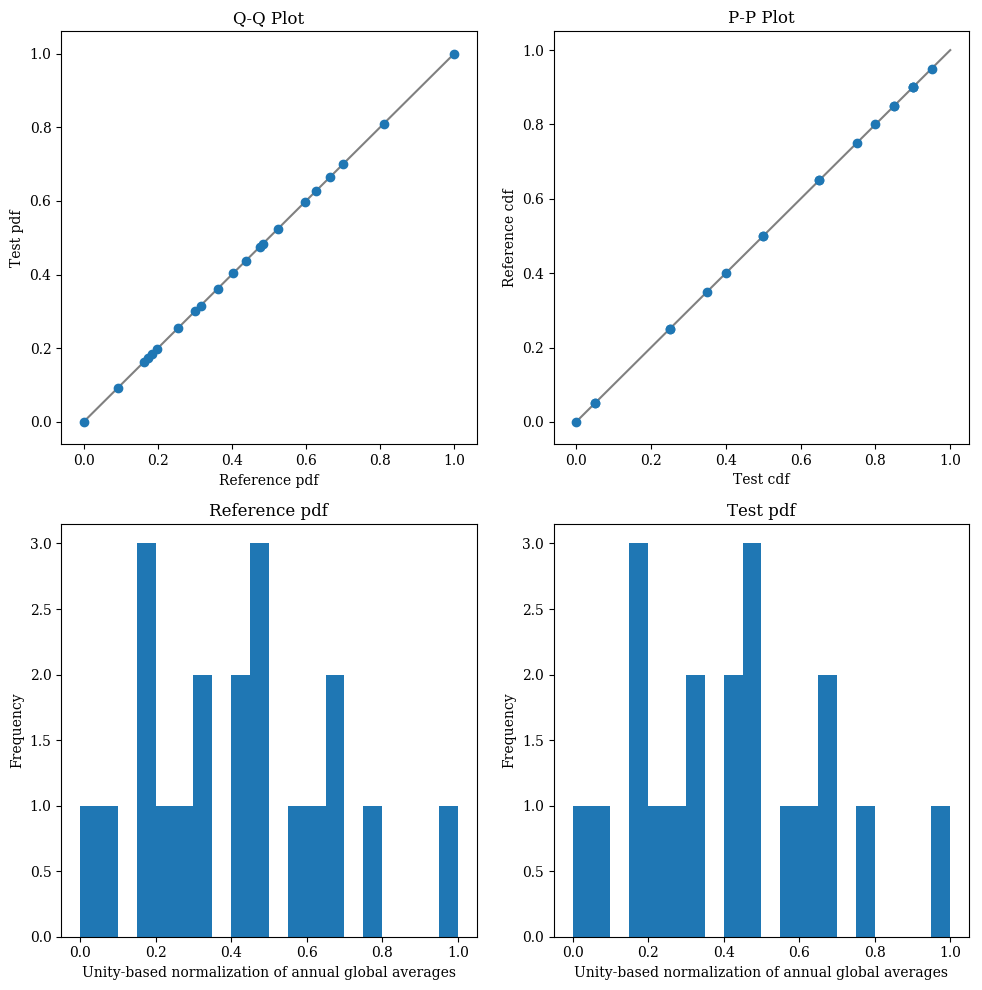 Q-Q Plot
P-P Plot
Test pdf
1.0
0.8
0.6
0.4
0.2
0.0
0.0 0.2 0.4 0.6 0.8 1.0
Reference pdf
Reference cdf
1.0
0.8
0.6
0.4
0.2
0.0
0.0 0.2 0.4 0.6 0.8 1.0
Test cdf
Reference pdf
Frequency
3.0
2.5
2.0
1.5
1.0
0.5
0.0
0.0 0.2 0.4 0.6 0.8 1.0
Unity-based normalization of annual global averages
Test pdf
Frequency
3.0
2.5
2.0
1.5
1.0
0.5
0.0
0.0 0.2 0.4 0.6 0.8 1.0
Unity-based normalization of annual global averages